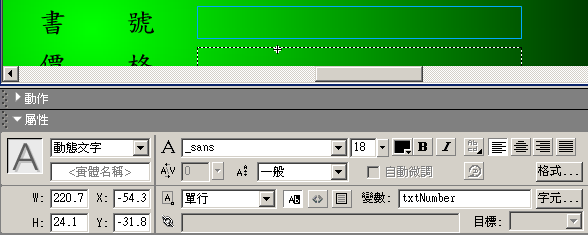 書 號
價 格
動作
屬性
A 動態文字 A _sans 18 B I
<實體名稱> A/V 0 一般 自動微調 格式...
W: 220.7 X: -54.3 單行 變數: txtNumber 字元...
H: 24.1 Y: -31.8 目標: